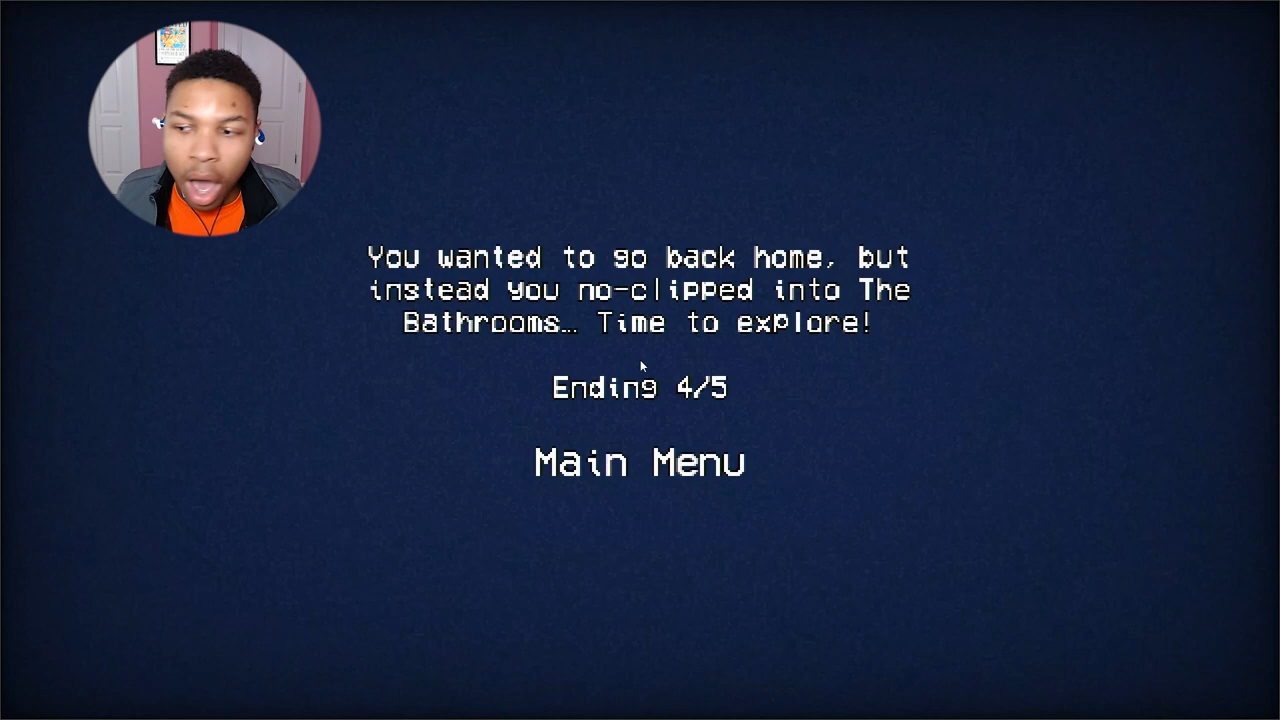 You wanted to go back home, but
instead you no-clipped into The
Bathrooms… Time to explore!
Ending 4/5
Main Menu